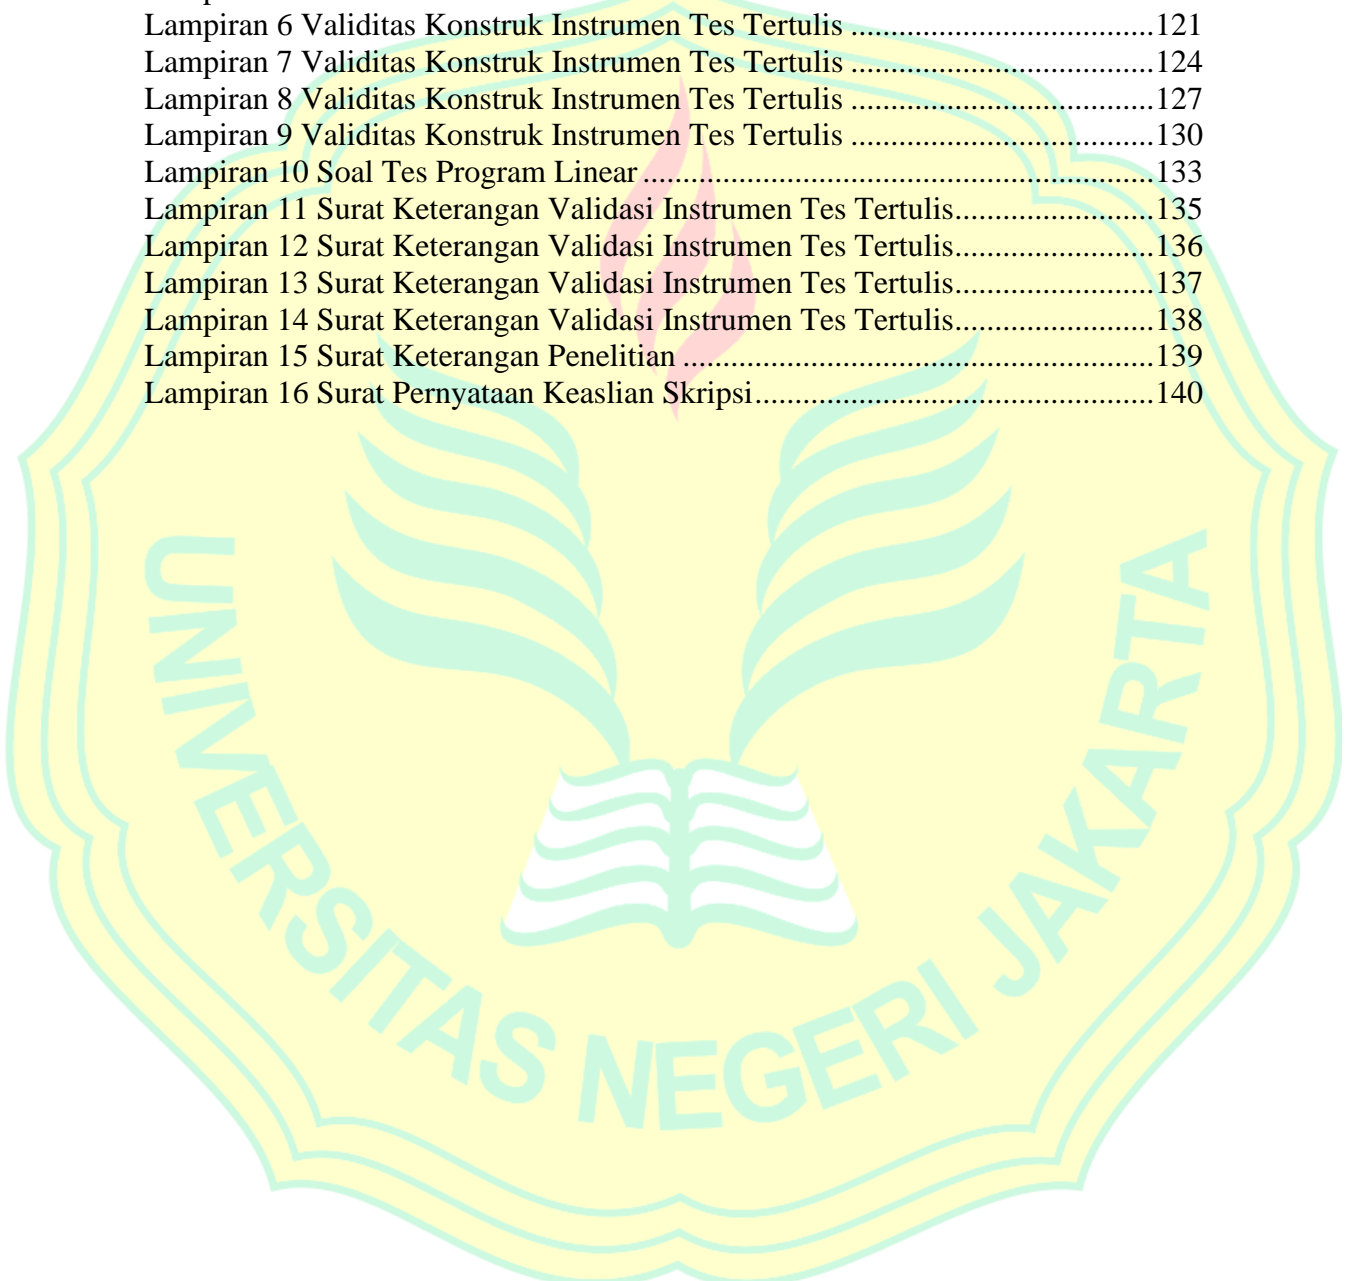 Lampiran 6 Validitas Konstruk Instrumen Tes Tertulis .......................................121
Lampiran 7 Validitas Konstruk Instrumen Tes Tertulis .......................................124
Lampiran 8 Validitas Konstruk Instrumen Tes Tertulis .......................................127
Lampiran 9 Validitas Konstruk Instrumen Tes Tertulis .......................................130
Lampiran 10 Soal Tes Program Linear..................................................................133
Lampiran 11 Surat Keterangan Validasi Instrumen Tes Tertulis..........................135
Lampiran 12 Surat Keterangan Validasi Instrumen Tes Tertulis..........................136
Lampiran 13 Surat Keterangan Validasi Instrumen Tes Tertulis..........................137
Lampiran 14 Surat Keterangan Validasi Instrumen Tes Tertulis..........................138
Lampiran 15 Surat Keterangan Penelitian .............................................................139
Lampiran 16 Surat Pernyataan Keaslian Skripsi....................................................140
UNIVERSITAS NEGERI JAKARTA